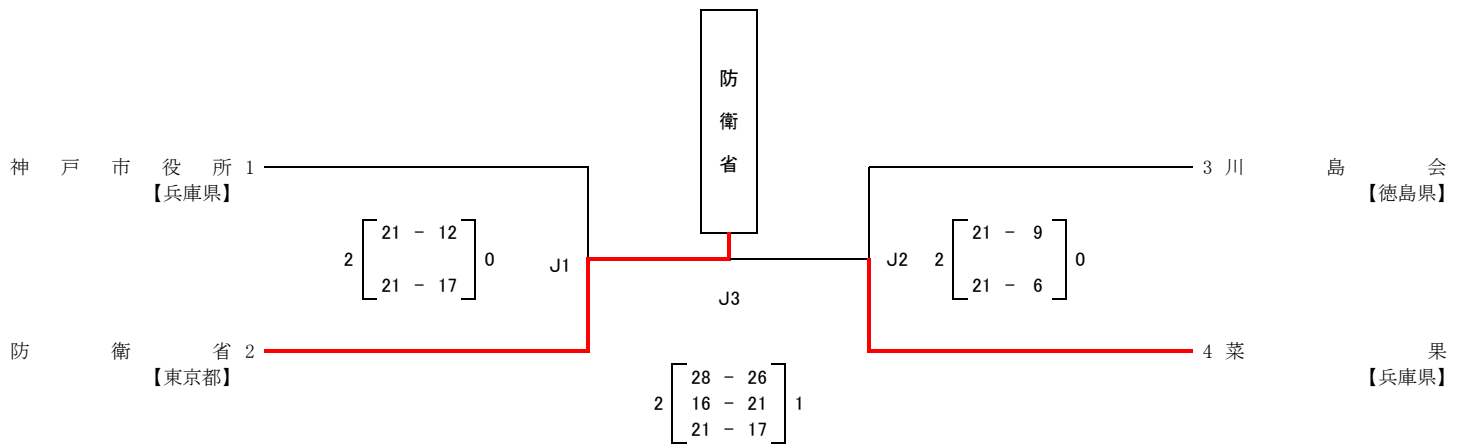 防衛省
神戸市役所 1
【兵庫県】
3 川島会
【徳島県】
2 21 - 12 0
21 - 17
J1
J2
2 21 - 9 0
21 - 6
J3
防衛省 2
【東京都】
4 菜果
【兵庫県】
28 - 26
2 16 - 21 1
21 - 17